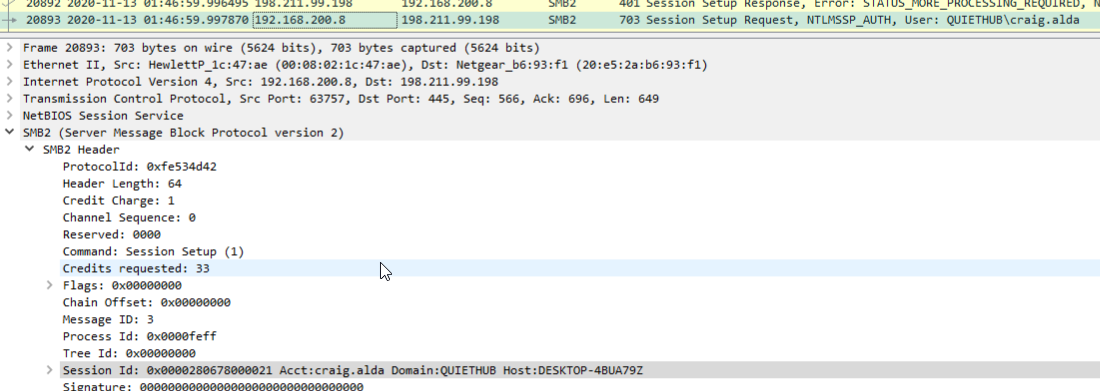 20892 2020-11-13 01:46:59.996495 198.211.99.198 192.168.200.8 SMB2 401 Session Setup Response, Error: STATUS_MORE_PROCESSING_REQUIRED,
20893 2020-11-13 01:46:59.997870 192.168.200.8 198.211.99.198 SMB2 703 Session Setup Request, NTLMSSP_AUTH, User: QUIETHUB\craig.alda
Frame 20893: 703 bytes on wire (5624 bits), 703 bytes captured (5624 bits)
Ethernet II, Src: HewlettP_1c:47:ae (00:08:02:1c:47:ae), Dst: Netgear_b6:93:f1 (20:e5:2a:b6:93:f1)
Internet Protocol Version 4, Src: 192.168.200.8, Dst: 198.211.99.198
Transmission Control Protocol, Src Port: 63757, Dst Port: 445, Seq: 566, Ack: 696, Len: 649
NetBIOS Session Service
SMB2 (Server Message Block Protocol version 2)
SMB2 Header
ProtocolId: 0xfe534d42
Header Length: 64
Credit Charge: 1
Channel Sequence: 0
Reserved: 0000
Command: Session Setup (1)
Credits requested: 33
Flags: 0x00000000
Chain Offset: 0x00000000
Message ID: 3
Process Id: 0x0000feff
Tree Id: 0x00000000
Session Id: 0x0000280678000021 Acct:craig.alda Domain:QUIETHUB Host:DESKTOP-4BUA79Z
Signature: 00000000000000000000000000000000